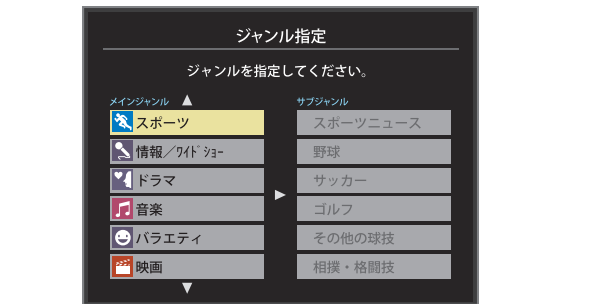 ジャンル指定
ジャンルを指定してください。
メインジャンル
サブジャンル
スポーツ
スポーツニュース
情報／ﾜｲﾄﾞｼｮｰ
野球
ドラマ
サッカー
音楽
ゴルフ
バラエティ
その他の球技
映画
相撲・格闘技